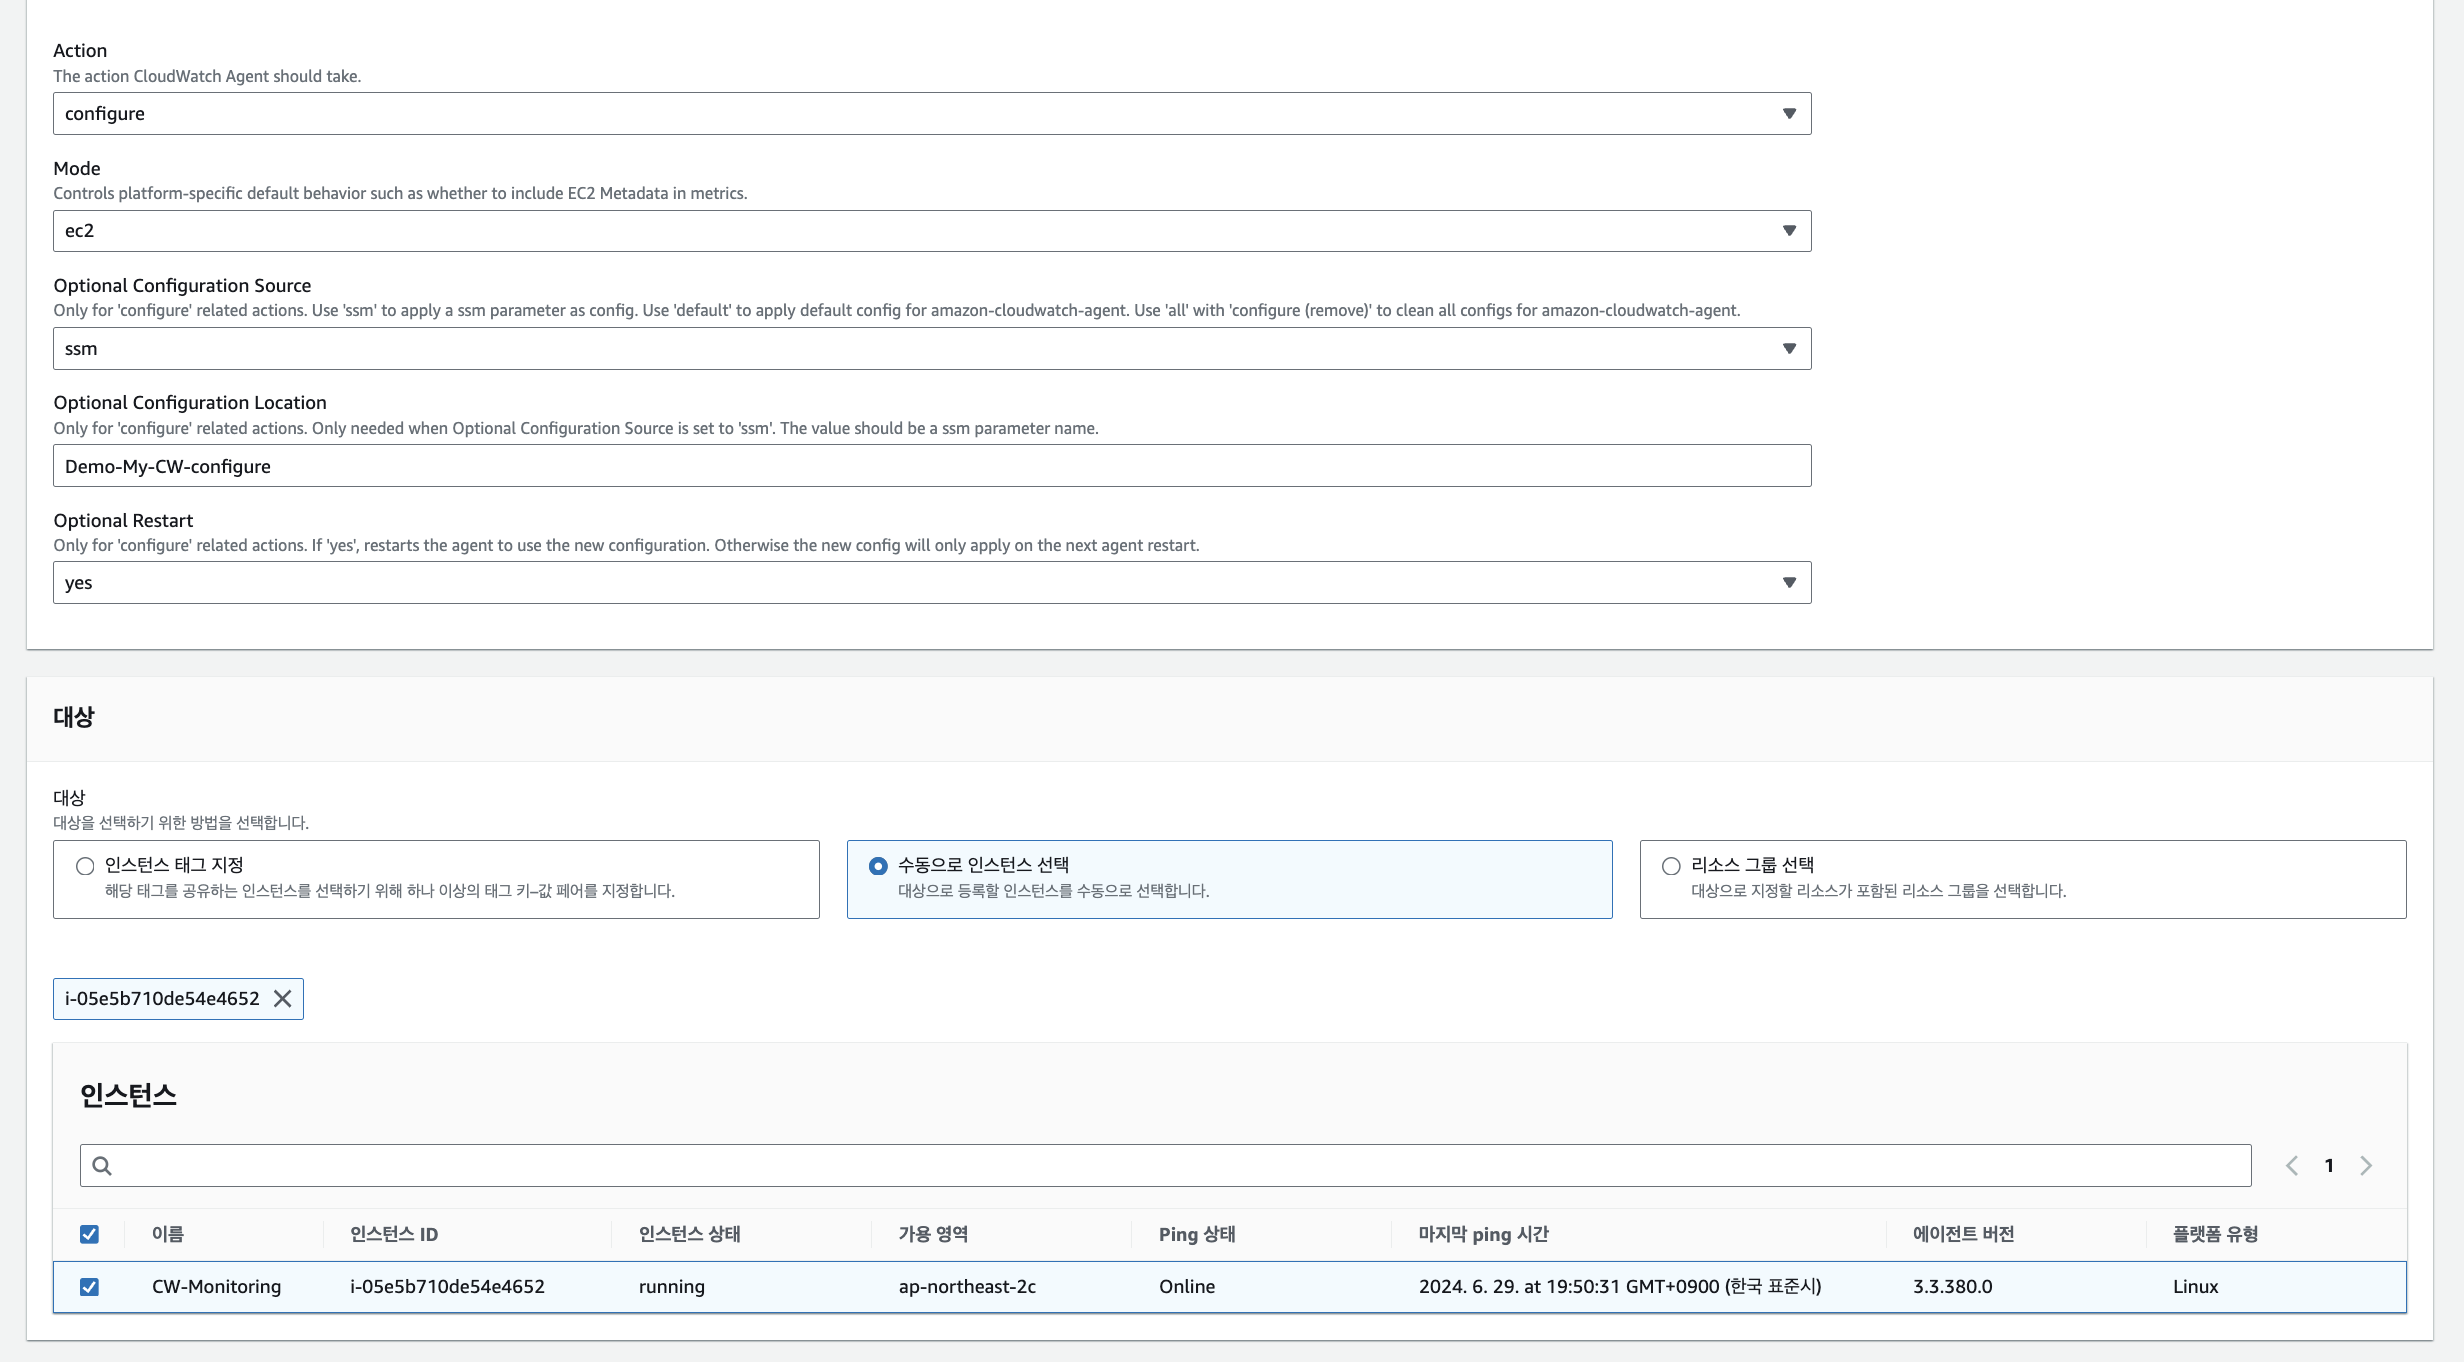 Action
The action CloudWatch Agent should take.
configure
Mode
Controls platform-specific default behavior such as whether to include EC2 Metadata in metrics.
ec2
Optional Configuration Source
Only for 'configure' related actions. Use 'ssm' to apply a ssm parameter as config. Use 'default' to apply default config for amazon-cloudwatch-agent. Use 'all' with 'configure (remove)' to clean all configs for amazon-cloudwatch-agent.
ssm
Optional Configuration Location
Only for 'configure' related actions. Only needed when Optional Configuration Source is set to 'ssm'. The value should be a ssm parameter name.
Demo-My-CW-configure
Optional Restart
Only for 'configure' related actions. If 'yes', restarts the agent to use the new configuration. Otherwise the new config will only apply on the next agent restart.
yes
대상
대상
대상을 선택하기 위한 방법을 선택합니다.
인스턴스 태그 지정
해당 태그를 공유하는 인스턴스를 선택하기 위해 하나 이상의 태그 키-값 페어를 지정합니다.
수동으로 인스턴스 선택
대상으로 등록할 인스턴스를 수동으로 선택합니다.
리소스 그룹 선택
대상으로 지정할 리소스가 포함된 리소스 그룹을 선택합니다.
i-05e5b710de54e4652
인스턴스
1
이름 인스턴스 ID 인스턴스 상태 가용 영역 Ping 상태 마지막 ping 시간 에이전트 버전 플랫폼 유형
CW-Monitoring i-05e5b710de54e4652 running ap-northeast-2c Online 2024. 6. 29. at 19:50:31 GMT+0900 (한국 표준시) 3.3.380.0 Linux